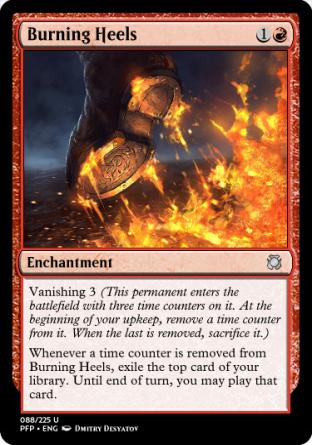 Burning Heels 1
Enchantment
Vanishing 3 (This permanent enters the
battlefield with three time counters on it. At the
beginning of your upkeep, remove a time counter
from it. When the last is removed, sacrifice it.)
Whenever a time counter is removed from
Burning Heels, exile the top card of your
library. Until end of turn, you may play that
card.
088/225 U
PFP • ENG DMITRY DESYATOV